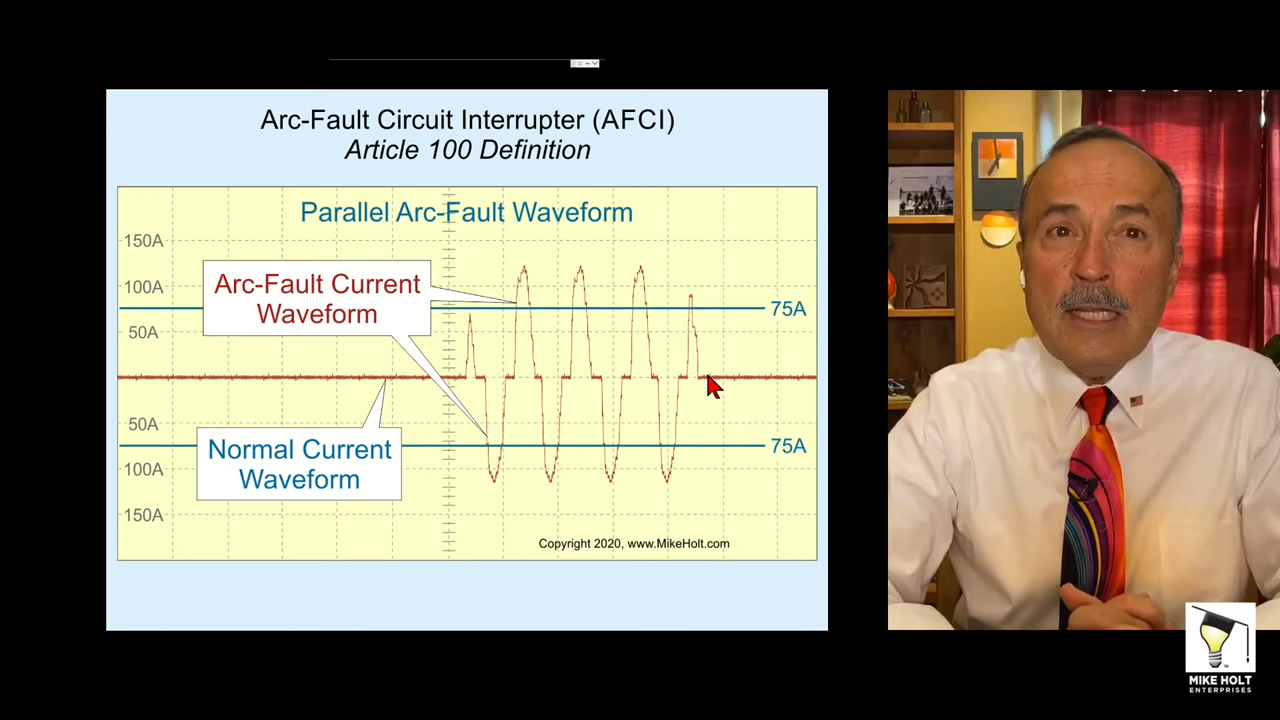 Arc-Fault Circuit Interrupter (AFCI)
Article 100 Definition
Parallel Arc-Fault Waveform
150A
100A
50A
50A
100A
150A
Arc-Fault Current
Waveform
75A
Normal Current
Waveform
75A
Copyright 2020, www.MikeHolt.com
MIKE HOLT
ENTERPRISES